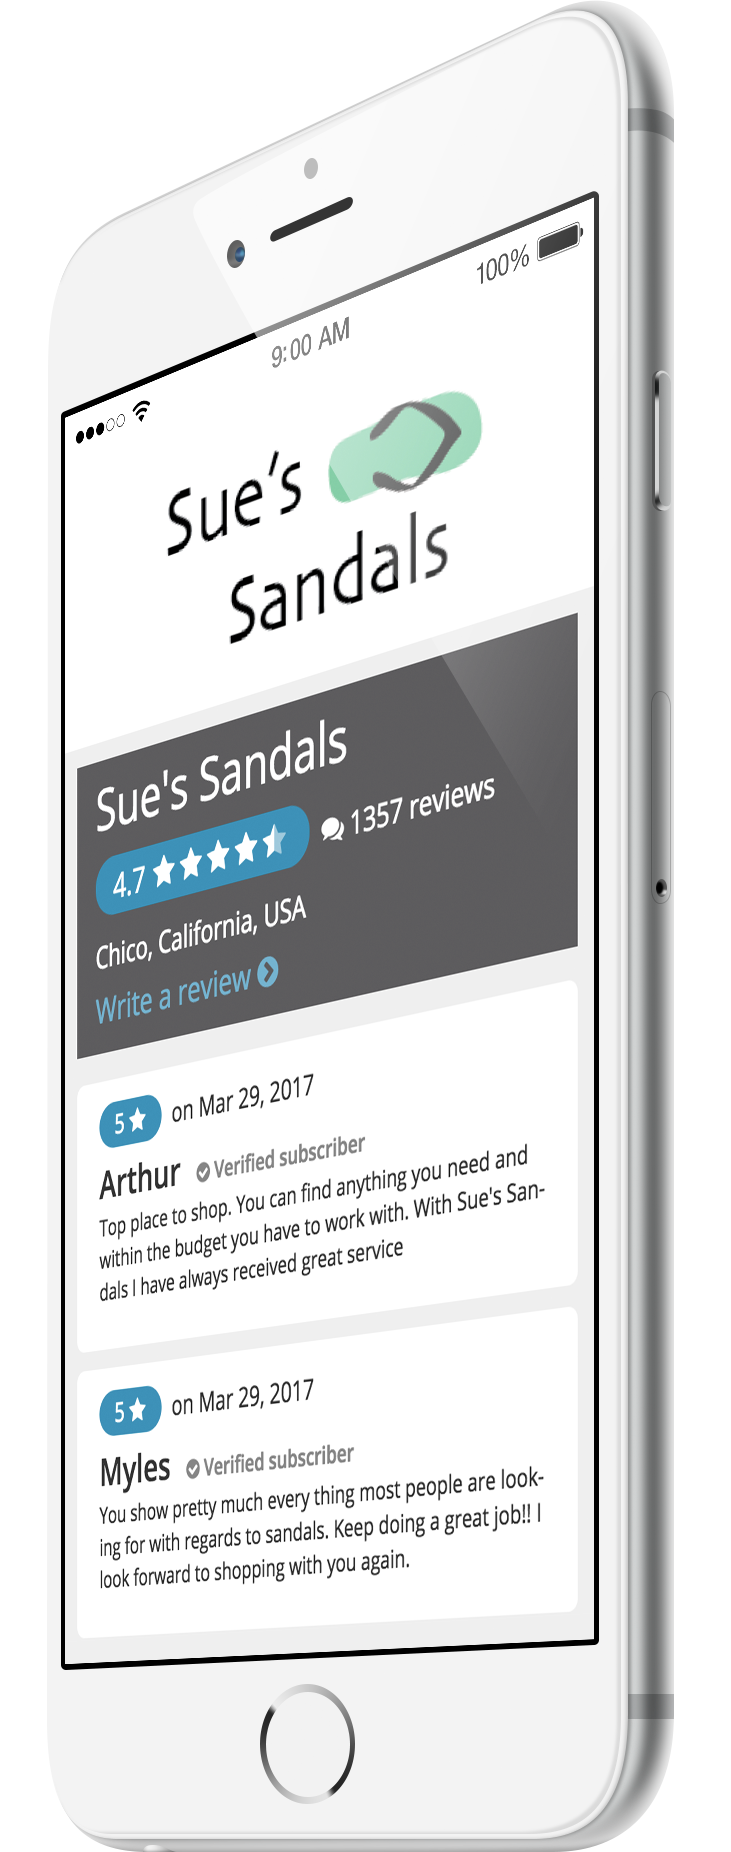 100%
9:00 AM
Sue's
Sandals
Sue's Sandals
4.7
1357 reviews
Chico, California, USA
Write a review
5
on Mar 29, 2017
Arthur
Verified subscriber
Top place to shop. You can find anything you need and
within the budget you have to work with. With Sue's San-
dals I have always received great service
5
on Mar 29, 2017
Myles
Verified subscriber
You show pretty much every thing most people are look-
ing for with regards to sandals. Keep doing a great job!! I
look forward to shopping with you again.